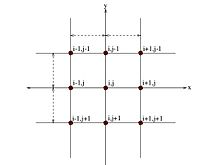 y
i-1,j-1 i,j-1 i+1,j-1
i-1,j i,j i+1,j
x
i-1,j+1 i,j+1 i+1,j+1